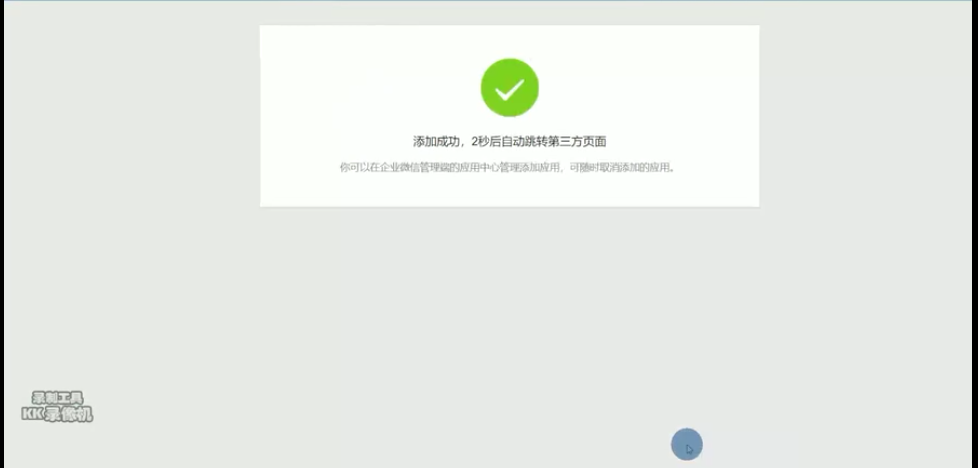 添加成功，2秒后自动跳转第三方页面
你可以在企业微信管理端的应用中心管理添加应用，可随时取消添加的应用。
录制工具
KK录像机